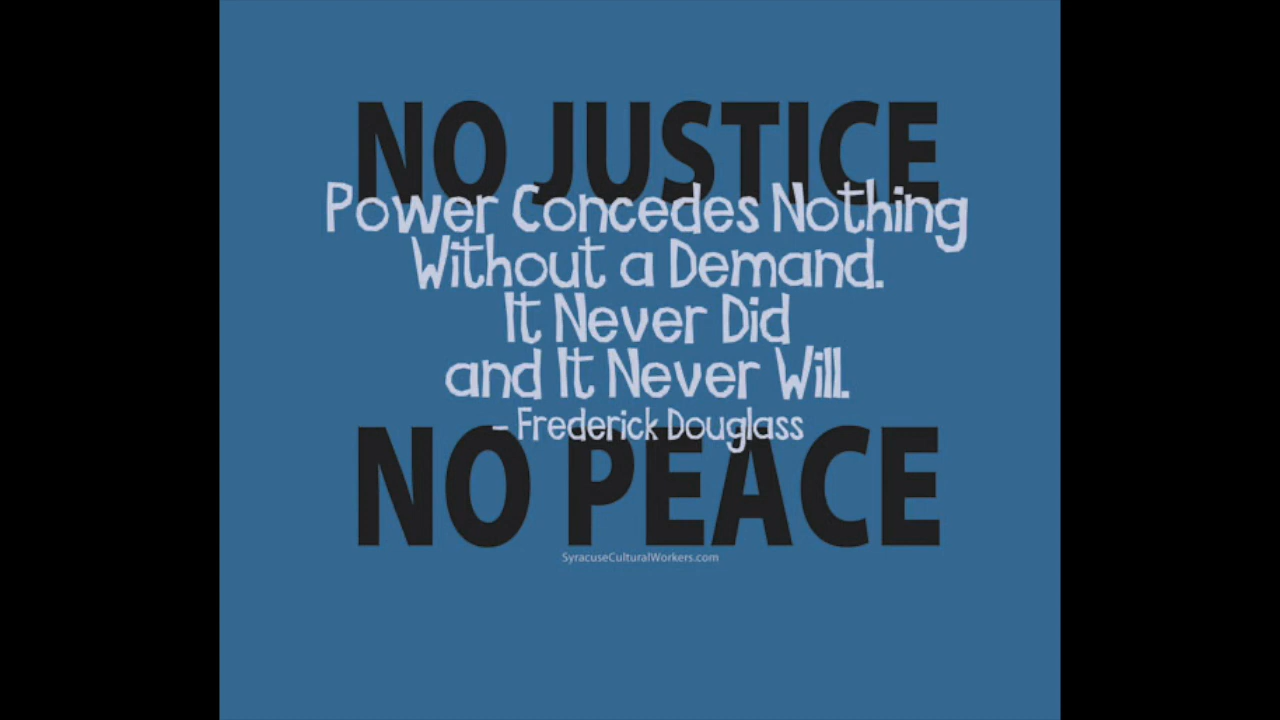 NO JUSTICE
Power Concedes Nothing
Without a Demand.
It Never Did
and It Never Will.
- Frederick Douglass
NO PEACE
SyracuseCulturalWorkers.com